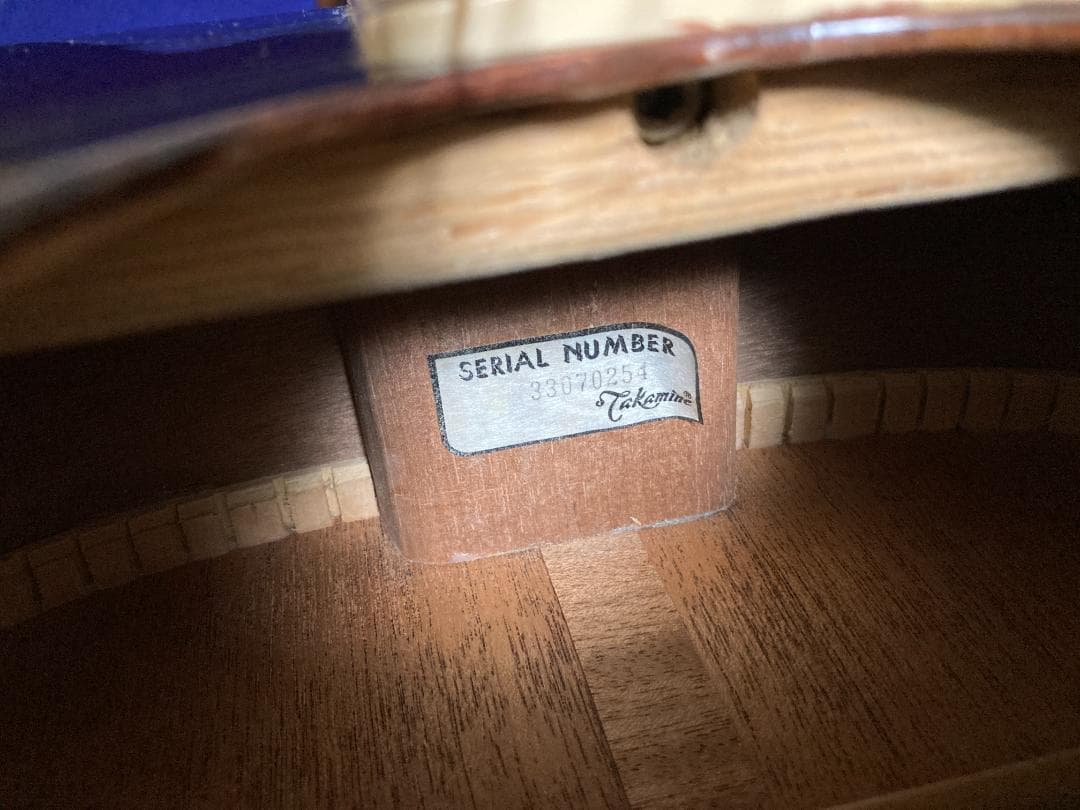 SERIAL NUMBER
33070254
Takamine